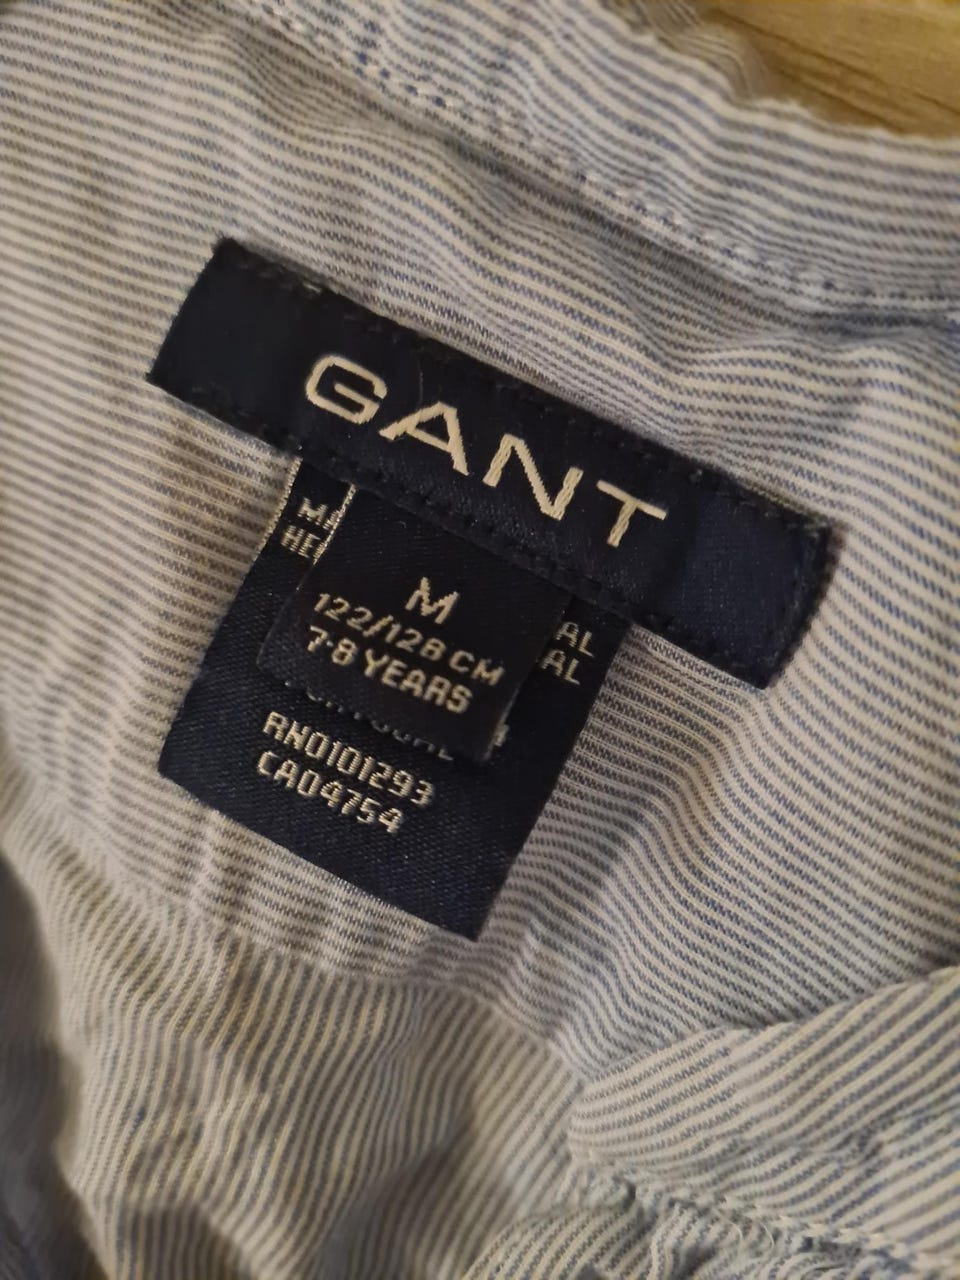 GANT
M
122/128 CM
7-8 YEARS
RN0101293
CA04754